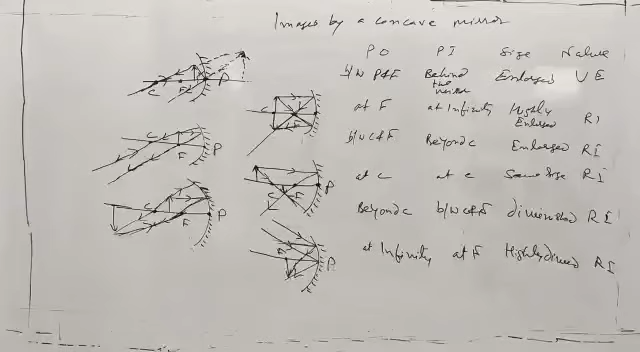 Images by a concave mirror
PO PI Size Nature
b/w P&F Behind the mirror Enlarged VE
at F at Infinity Highly Enlarged RI
b/w C&F Beyond C Enlarged RI
at C at C Same size RI
Beyond C b/w C&F diminished RI
at Infinity at F Highly dimied RI
P
C F
C F
C F P
C F
C F P
C F
F P